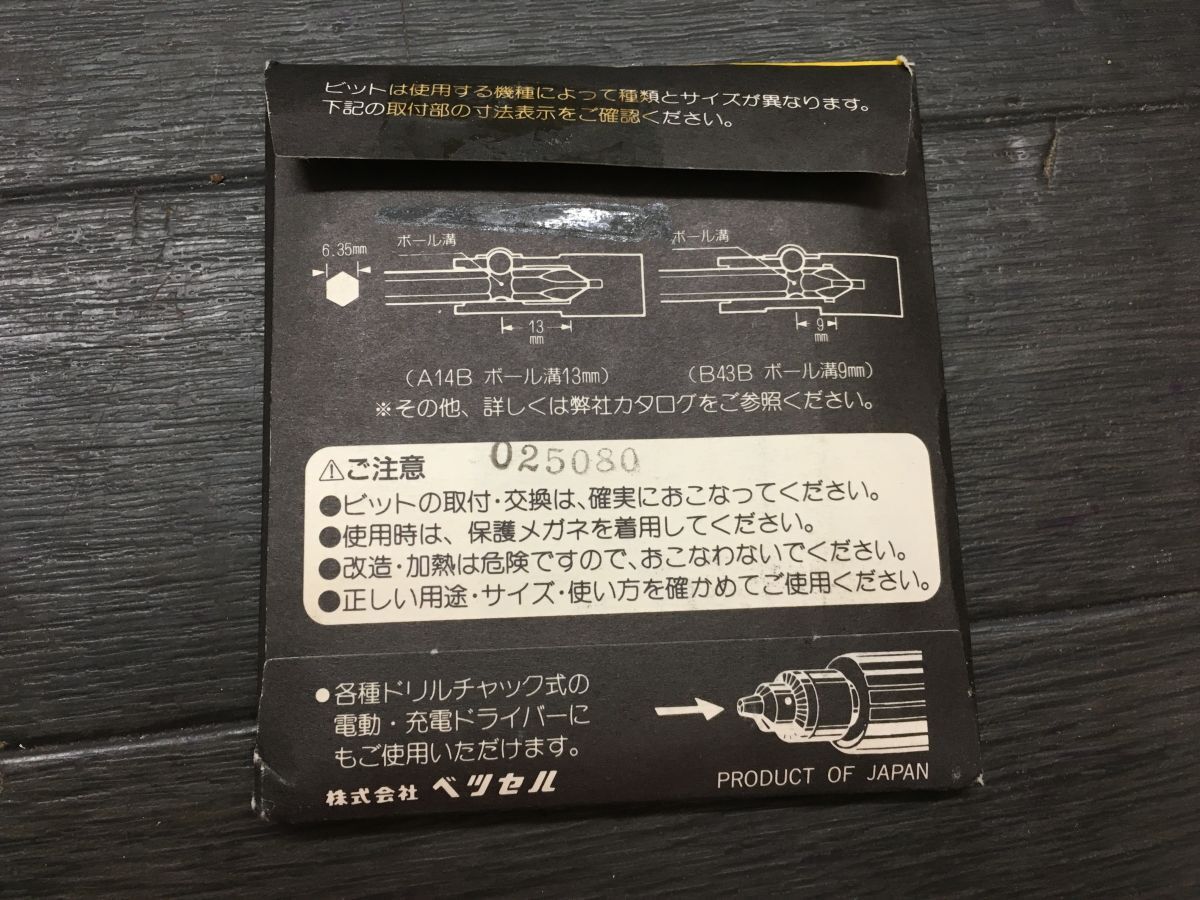 ビットは使用する機種によって種類とサイズが異なります。
下記の取付部の寸法表示をご確認ください。
6.35mm
ボール溝
ボール溝
13
mm
9
mm
(A14B ボール溝13mm)
(B43B ボール溝9mm)
※その他、詳しくは弊社カタログをご参照ください。
⚠ご注意
025080
●ビットの取付・交換は、確実におこなってください。
●使用時は、保護メガネを着用してください。
●改造・加熱は危険ですので、おこなわないでください。
●正しい用途・サイズ・使い方を確かめてご使用ください。
●各種ドリルチャック式の
電動・充電ドライバーに
もご使用いただけます。
株式会社 ベッセル
PRODUCT OF JAPAN